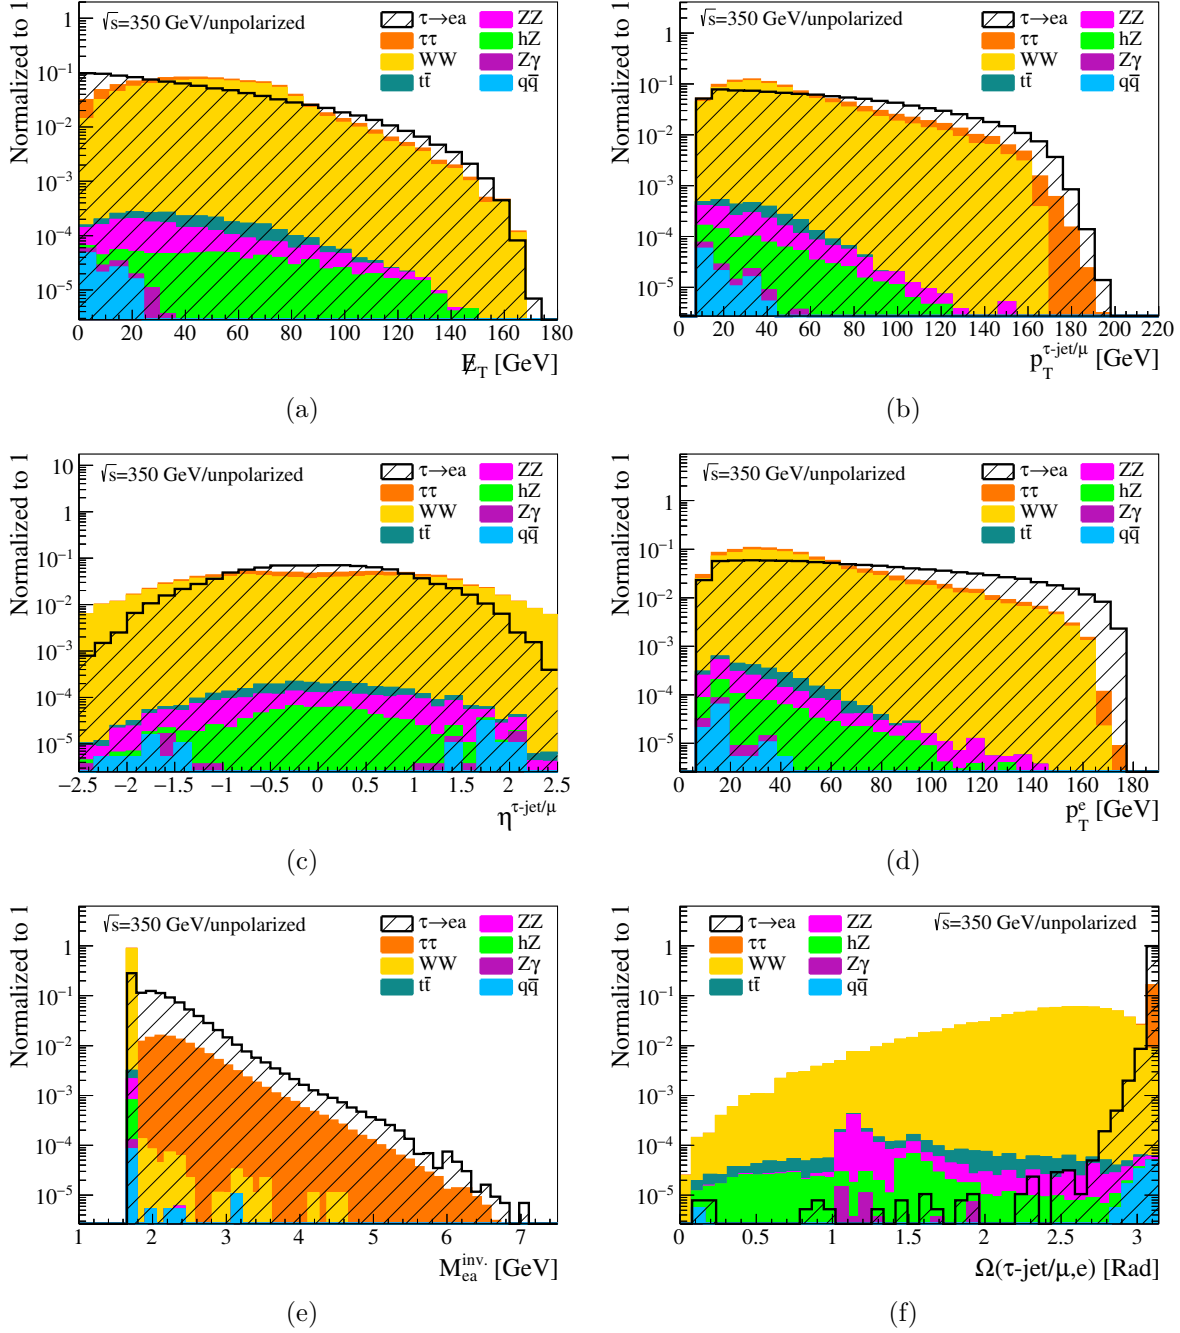 √s=350 GeV/unpolarized
τ→ea
ττ
WW
tt̄
ZZ
hZ
Zγ
qq̄
Normalized to 1
10⁻¹
10⁻²
10⁻³
10⁻⁴
10⁻⁵
1
0 20 40 60 80 100 120 140 160 180
E̸_T [GeV]
(a)
√s=350 GeV/unpolarized
τ→ea
ττ
WW
tt̄
ZZ
hZ
Zγ
qq̄
Normalized to 1
1
10⁻¹
10⁻²
10⁻³
10⁻⁴
10⁻⁵
0 20 40 60 80 100 120 140 160 180 200 220
p_T^{τ-jet/μ} [GeV]
(b)
√s=350 GeV/unpolarized
τ→ea
ττ
WW
tt̄
ZZ
hZ
Zγ
qq̄
Normalized to 1
10
1
10⁻¹
10⁻²
10⁻³
10⁻⁴
10⁻⁵
−2.5 −2 −1.5 −1 −0.5 0 0.5 1 1.5 2 2.5
η^{τ-jet/μ}
(c)
√s=350 GeV/unpolarized
τ→ea
ττ
WW
tt̄
ZZ
hZ
Zγ
qq̄
Normalized to 1
1
10⁻¹
10⁻²
10⁻³
10⁻⁴
10⁻⁵
20 40 60 80 100 120 140 160 180
p_T^e [GeV]
(d)
√s=350 GeV/unpolarized
τ→ea
ττ
WW
tt̄
ZZ
hZ
Zγ
qq̄
Normalized to 1
1
10⁻¹
10⁻²
10⁻³
10⁻⁴
10⁻⁵
1 2 3 4 5 6 7
M_{ea}^{inv.} [GeV]
(e)
τ→ea
ττ
WW
tt̄
ZZ
hZ
Zγ
qq̄
√s=350 GeV/unpolarized
Normalized to 1
1
10⁻¹
10⁻²
10⁻³
10⁻⁴
10⁻⁵
0 0.5 1 1.5 2 2.5 3
Ω(τ-jet/μ,e) [Rad]
(f)